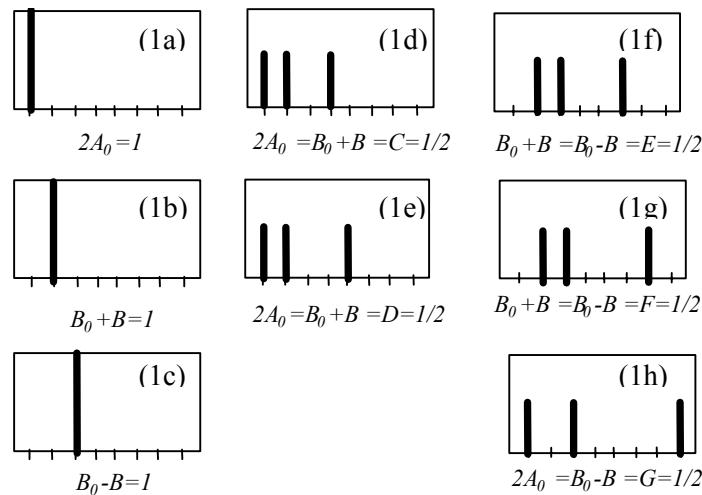 (1a)
2A₀=1
(1d)
2A₀ =B₀+B =C=1/2
(1f)
B₀+B =B₀-B =E=1/2
(1b)
B₀+B=1
(1e)
2A₀=B₀+B =D=1/2
(1g)
B₀+B =B₀-B =F=1/2
(1c)
B₀-B=1
(1h)
2A₀ =B₀-B =G=1/2